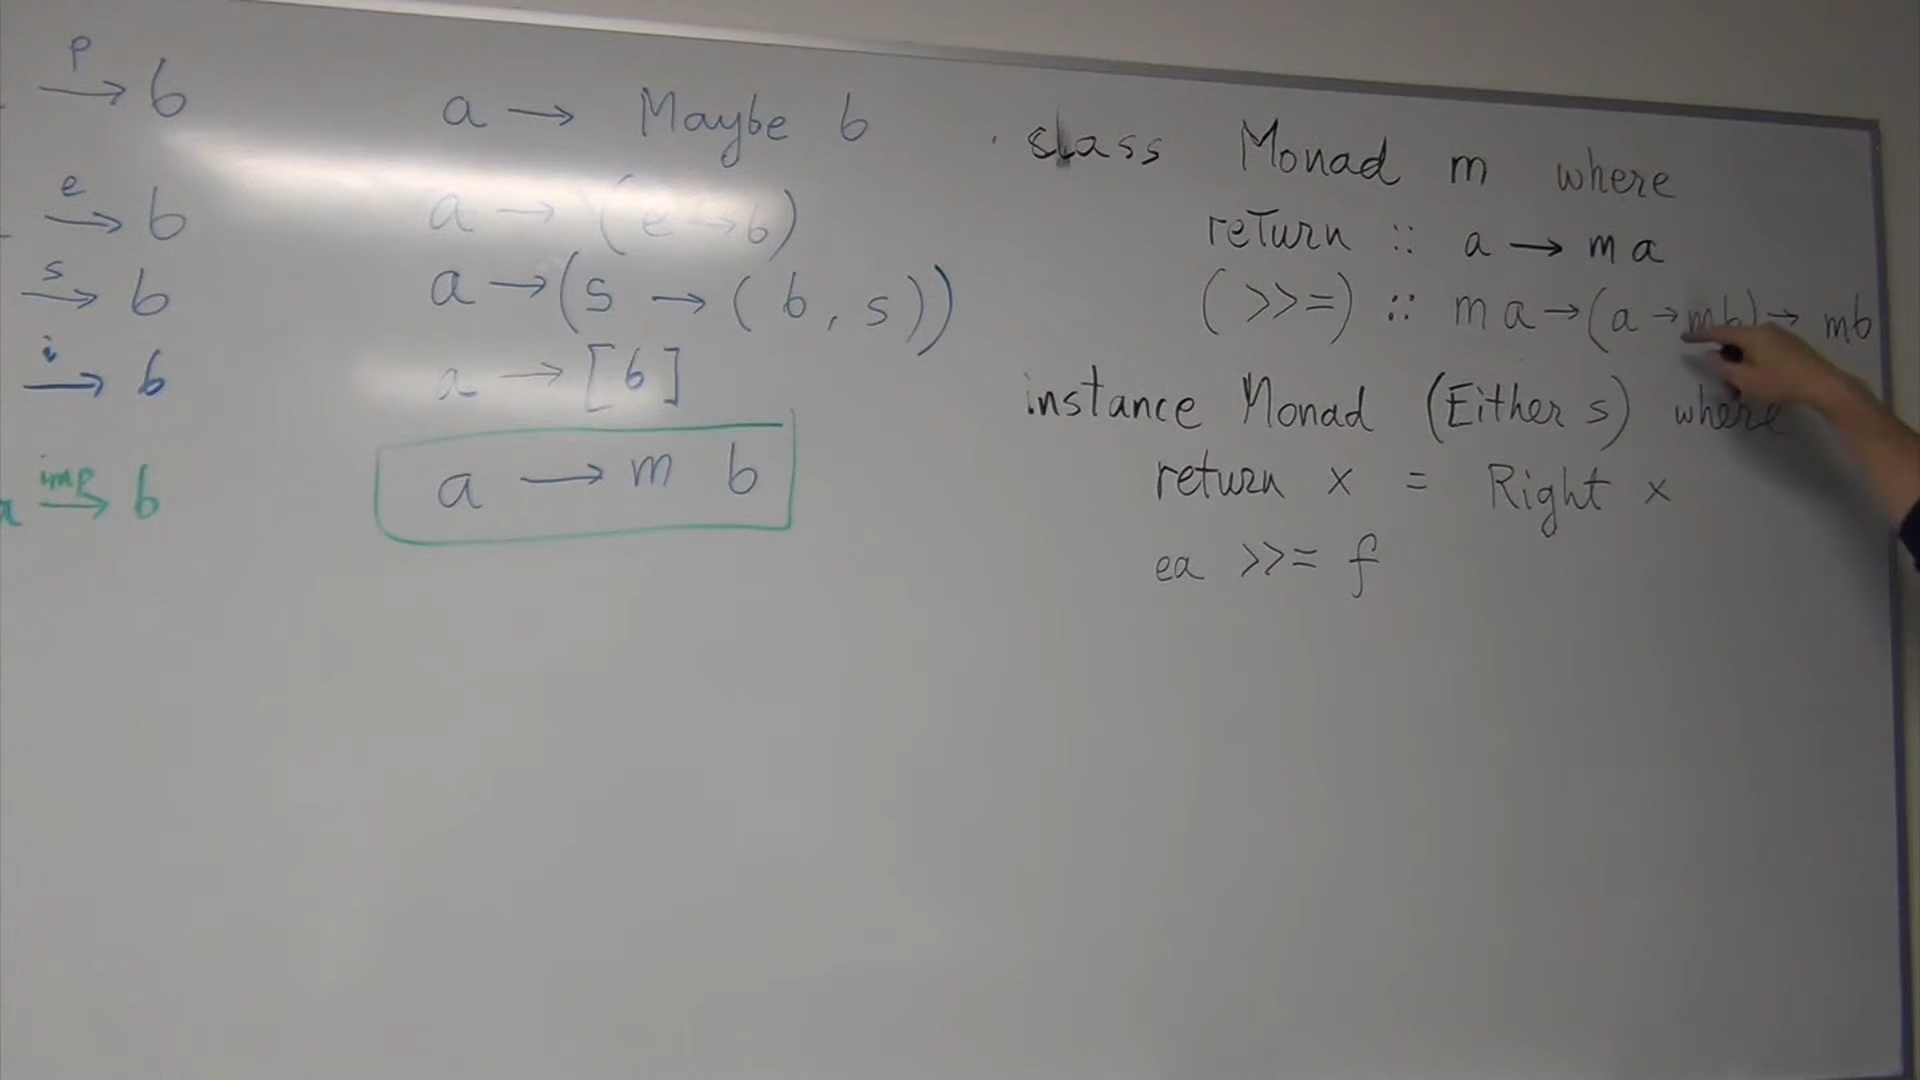 p
→ b
a → Maybe b
e
→ b
a → (e → b)
s
→ b
a → (s → (b, s))
i
→ b
a → [b]
imp
a → b
a → m b
class Monad m where
return :: a → m a
(>>=) :: m a → (a → m b) → m b
instance Monad (Either s) where
return x = Right x
ea >>= f